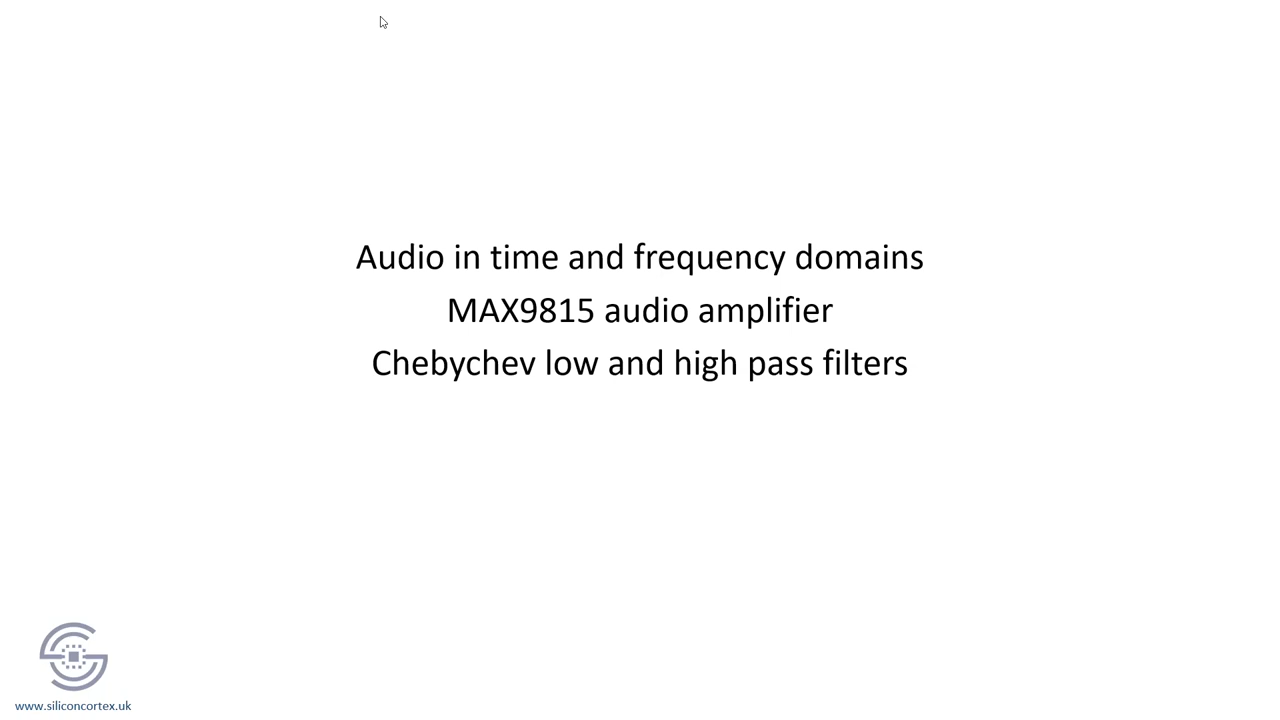 Audio in time and frequency domains
MAX9815 audio amplifier
Chebychev low and high pass filters
www.siliconcortex.uk